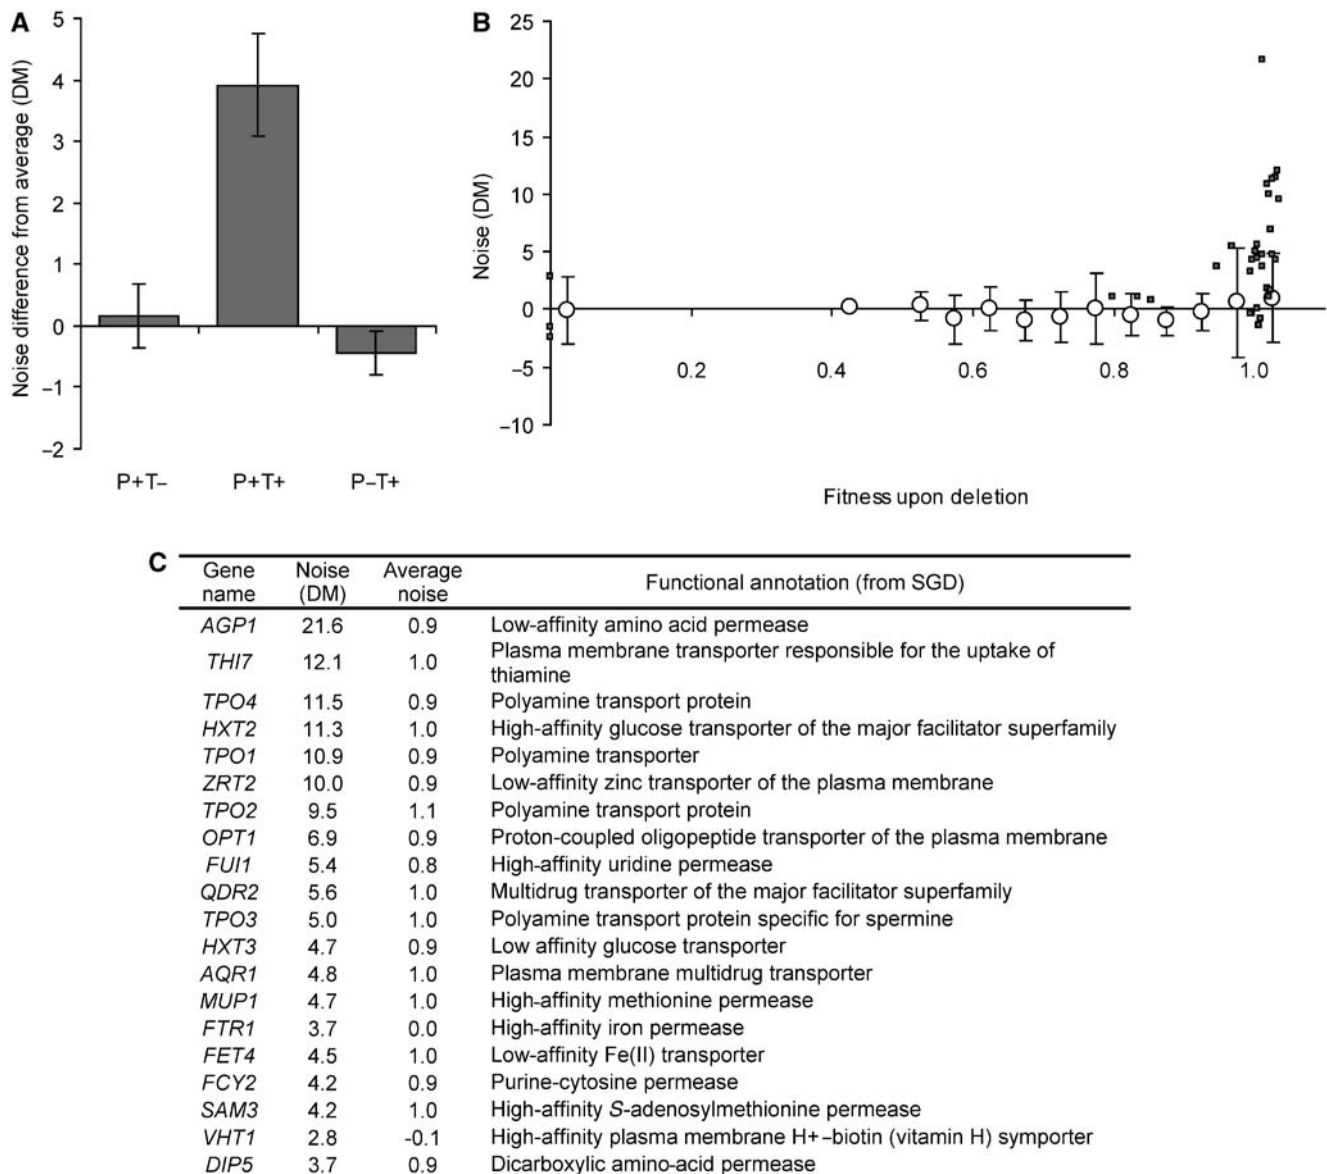 A
Noise difference from average (DM)
5
4
3
2
1
0
−1
−2
P+T−
P+T+
P−T+
B
Noise (DM)
25
20
15
10
5
0
−5
−10
0.2
0.4
0.6
0.8
1.0
Fitness upon deletion
C
Gene name Noise (DM) Average noise Functional annotation (from SGD)
AGP1 21.6 0.9 Low-affinity amino acid permease
THI7 12.1 1.0 Plasma membrane transporter responsible for the uptake of
thiamine
TPO4 11.5 0.9 Polyamine transport protein
HXT2 11.3 1.0 High-affinity glucose transporter of the major facilitator superfamily
TPO1 10.9 0.9 Polyamine transporter
ZRT2 10.0 0.9 Low-affinity zinc transporter of the plasma membrane
TPO2 9.5 1.1 Polyamine transport protein
OPT1 6.9 0.9 Proton-coupled oligopeptide transporter of the plasma membrane
FUI1 5.4 0.8 High-affinity uridine permease
QDR2 5.6 1.0 Multidrug transporter of the major facilitator superfamily
TPO3 5.0 1.0 Polyamine transport protein specific for spermine
HXT3 4.7 0.9 Low affinity glucose transporter
AQR1 4.8 1.0 Plasma membrane multidrug transporter
MUP1 4.7 1.0 High-affinity methionine permease
FTR1 3.7 0.0 High-affinity iron permease
FET4 4.5 1.0 Low-affinity Fe(II) transporter
FCY2 4.2 0.9 Purine-cytosine permease
SAM3 4.2 1.0 High-affinity S-adenosylmethionine permease
VHT1 2.8 -0.1 High-affinity plasma membrane H+−biotin (vitamin H) symporter
DIP5 3.7 0.9 Dicarboxylic amino-acid permease